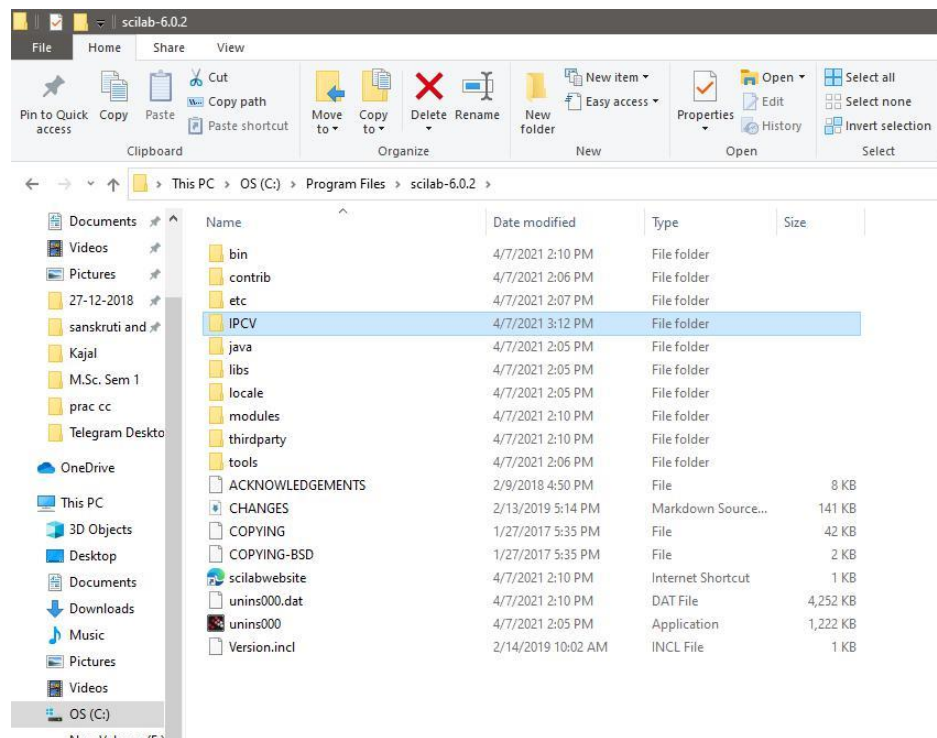 scilab-6.0.2
File Home Share View
Pin to Quick access
Copy
Paste
Cut
Copy path
Paste shortcut
Clipboard
Move to
Copy to
Delete
Rename
Organize
New folder
New item
Easy access
New
Properties
Open
Edit
History
Open
Select all
Select none
Invert selection
Select
This PC > OS (C:) > Program Files > scilab-6.0.2 >
Documents
Videos
Pictures
27-12-2018
sanskruti and
Kajal
M.Sc. Sem 1
prac cc
Telegram Deskto
OneDrive
This PC
3D Objects
Desktop
Documents
Downloads
Music
Pictures
Videos
OS (C:)
Name Date modified Type Size
bin 4/7/2021 2:10 PM File folder
contrib 4/7/2021 2:06 PM File folder
etc 4/7/2021 2:07 PM File folder
IPCV 4/7/2021 3:12 PM File folder
java 4/7/2021 2:05 PM File folder
libs 4/7/2021 2:05 PM File folder
locale 4/7/2021 2:05 PM File folder
modules 4/7/2021 2:10 PM File folder
thirdparty 4/7/2021 2:10 PM File folder
tools 4/7/2021 2:06 PM File folder
ACKNOWLEDGEMENTS 2/9/2018 4:50 PM File 8 KB
CHANGES 2/13/2019 5:14 PM Markdown Source... 141 KB
COPYING 1/27/2017 5:35 PM File 42 KB
COPYING-BSD 1/27/2017 5:35 PM File 2 KB
scilabwebsite 4/7/2021 2:10 PM Internet Shortcut 1 KB
unins000.dat 4/7/2021 2:10 PM DAT File 4,252 KB
unins000 4/7/2021 2:05 PM Application 1,222 KB
Version.incl 2/14/2019 10:02 AM INCL File 1 KB